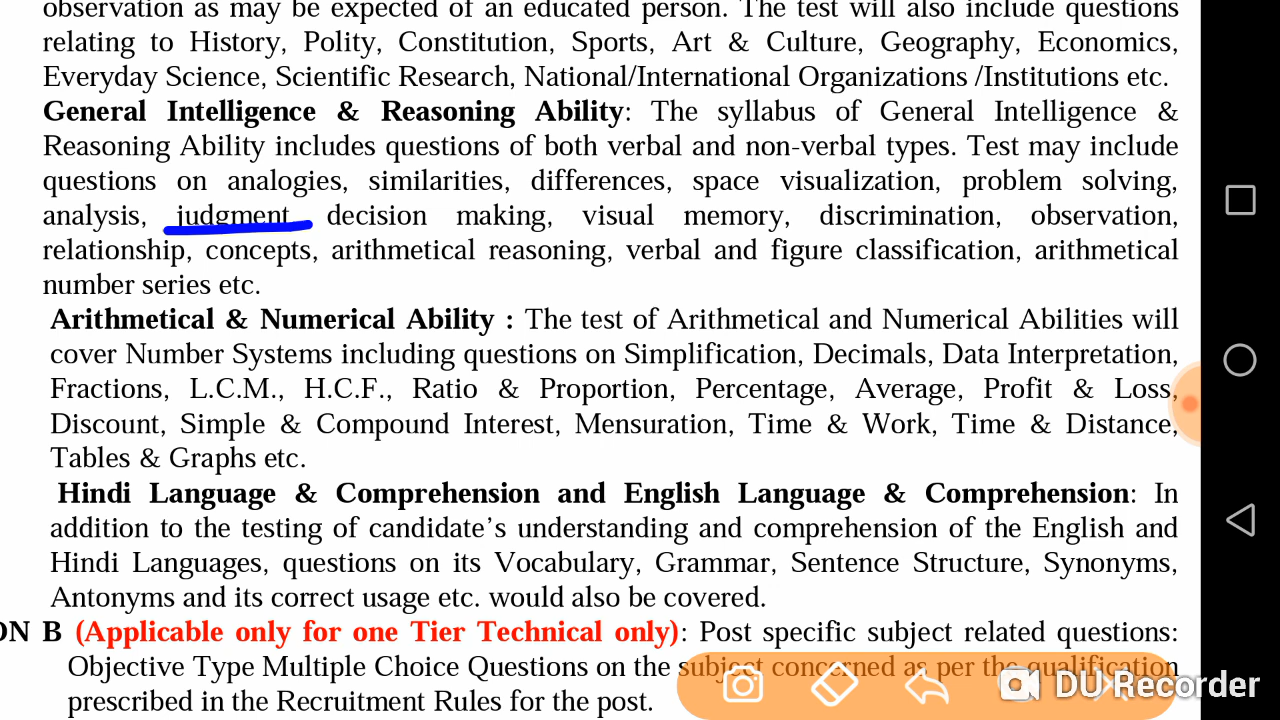 observation as may be expected of an educated person. The test will also include questions
relating to History, Polity, Constitution, Sports, Art & Culture, Geography, Economics,
Everyday Science, Scientific Research, National/International Organizations /Institutions etc.
General Intelligence & Reasoning Ability: The syllabus of General Intelligence &
Reasoning Ability includes questions of both verbal and non-verbal types. Test may include
questions on analogies, similarities, differences, space visualization, problem solving,
analysis, judgment decision making, visual memory, discrimination, observation,
relationship, concepts, arithmetical reasoning, verbal and figure classification, arithmetical
number series etc.
Arithmetical & Numerical Ability : The test of Arithmetical and Numerical Abilities will
cover Number Systems including questions on Simplification, Decimals, Data Interpretation,
Fractions, L.C.M., H.C.F., Ratio & Proportion, Percentage, Average, Profit & Loss,
Discount, Simple & Compound Interest, Mensuration, Time & Work, Time & Distance,
Tables & Graphs etc.
Hindi Language & Comprehension and English Language & Comprehension: In
addition to the testing of candidate’s understanding and comprehension of the English and
Hindi Languages, questions on its Vocabulary, Grammar, Sentence Structure, Synonyms,
Antonyms and its correct usage etc. would also be covered.
ON B (Applicable only for one Tier Technical only): Post specific subject related questions:
Objective Type Multiple Choice Questions on the subject concerned as per the qualification
prescribed in the Recruitment Rules for the post.
DU Recorder